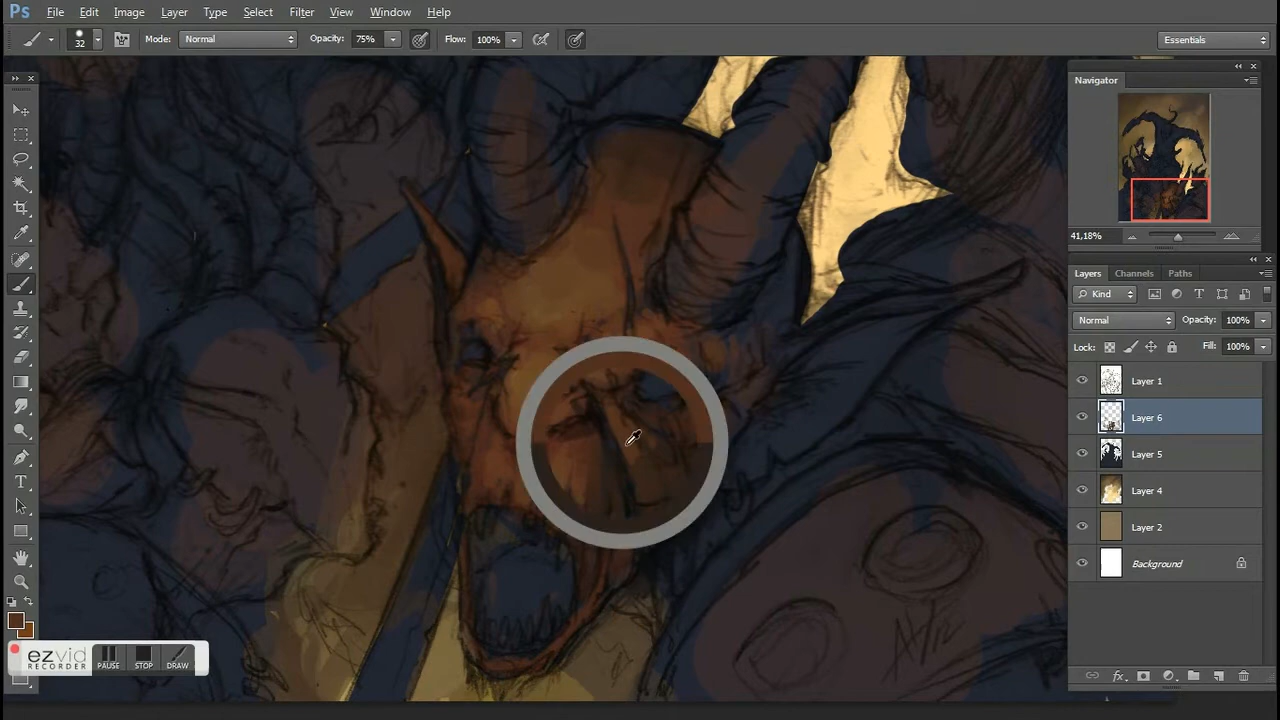 Ps File Edit Image Layer Type Select Filter View Window Help
32 Mode: Normal Opacity: 75% Flow: 100% Essentials
Navigator
41,18%
Layers Channels Paths
Kind T
Normal Opacity: 100%
Lock: Fill: 100%
Layer 1
Layer 6
Layer 5
Layer 4
Layer 2
Background
T
ezvid
RECORDER
PAUSE STOP DRAW
fx